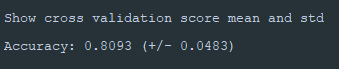 Show cross validation score mean and std
Accuracy: 0.8093 (+/- 0.0483)